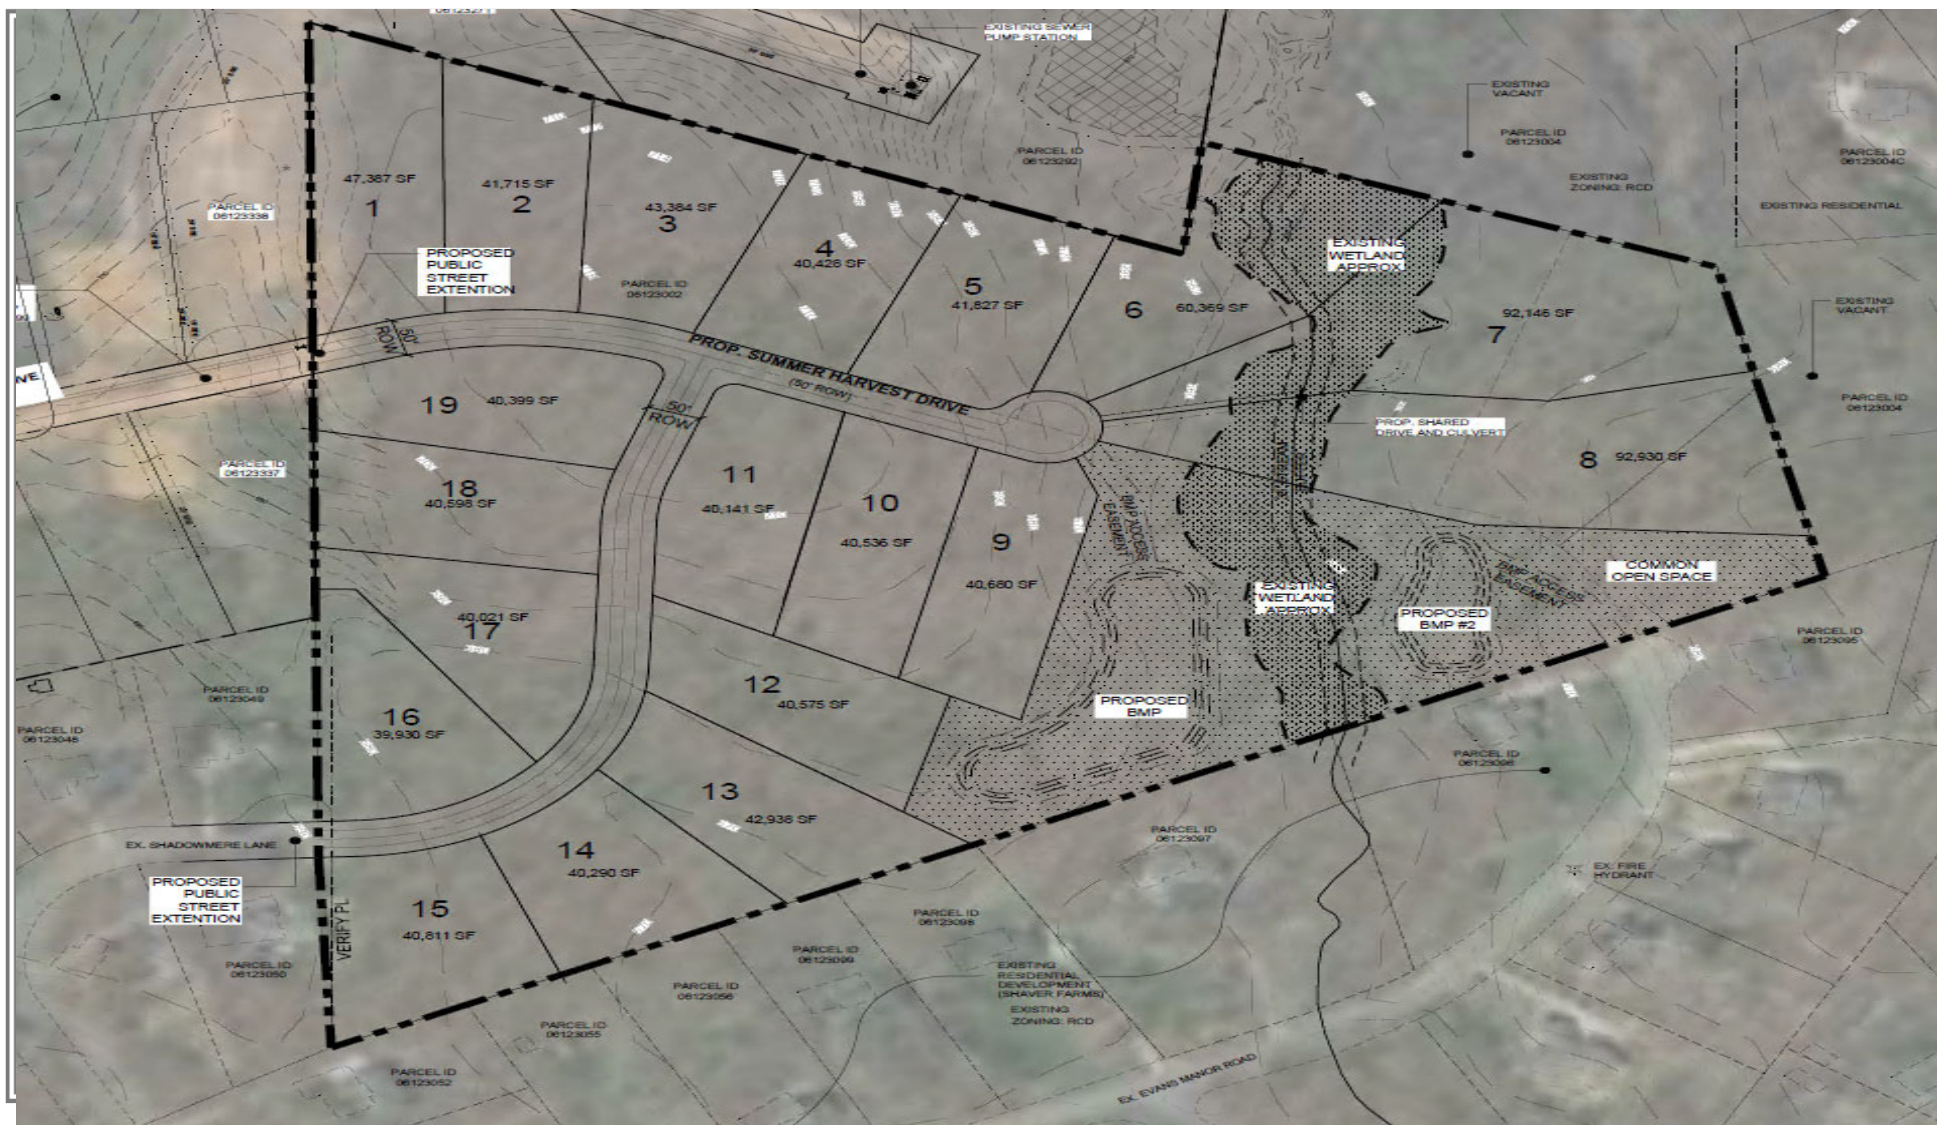 EXISTING SEWER
PUMP STATION
EXISTING
VACANT
PARCEL ID
06123004
PARCEL ID
06123292
PARCEL ID
06123004C
EXISTING
ZONING: RCD
EXISTING RESIDENTIAL
47,387 SF
1
41,715 SF
2
43,384 SF
3
PARCEL ID
06123338
PROPOSED
PUBLIC
STREET
EXTENTION
PARCEL ID
06123002
4
40,428 SF
5
41,827 SF
6
60,369 SF
EXISTING
WETLAND
APPROX
7
92,146 SF
EXISTING
VACANT
PARCEL ID
06123004
50'
ROW
PROP. SUMMER HARVEST DRIVE
(50' ROW)
19
40,399 SF
50'
ROW
PROP. SHARED
DRIVE AND CULVERT
8
92,930 SF
PARCEL ID
06123337
18
40,598 SF
11
40,141 SF
10
40,536 SF
9
40,680 SF
BMP ACCESS
EASEMENT
EXISTING
WETLAND
APPROX
PROPOSED
BMP #2
BMP ACCESS
EASEMENT
COMMON
OPEN SPACE
40,021 SF
17
PARCEL ID
06123095
PARCEL ID
06123049
PARCEL ID
06123048
16
39,930 SF
12
40,575 SF
PROPOSED
BMP
PARCEL ID
06123096
13
42,938 SF
PARCEL ID
06123097
EX. SHADOWMERE LANE
14
40,290 SF
EX. FIRE
HYDRANT
PROPOSED
PUBLIC
STREET
EXTENTION
15
40,811 SF
VERIFY PL
PARCEL ID
06123098
PARCEL ID
06123099
PARCEL ID
06123050
PARCEL ID
06123056
EXISTING
RESIDENTIAL
DEVELOPMENT
(SHAVER FARMS)
EXISTING
ZONING: RCD
PARCEL ID
06123055
PARCEL ID
06123052
EX. EVANS MANOR ROAD